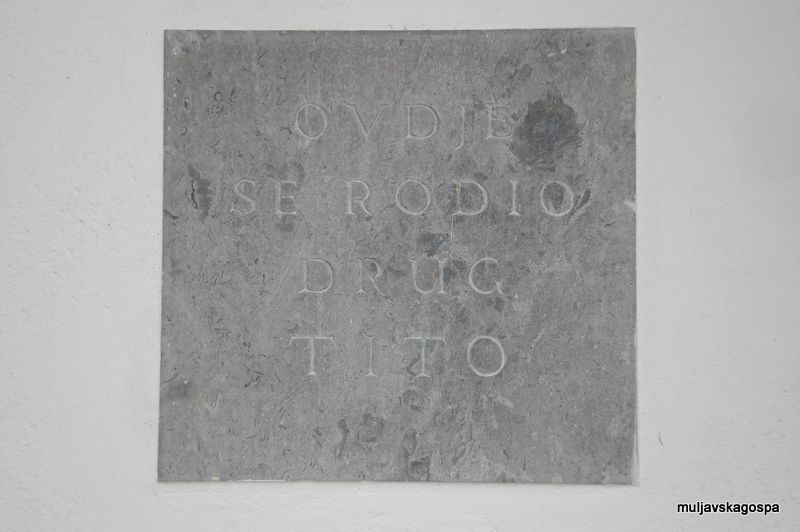 OVDJE
SE RODIO
DRUG
TITO
muljavskagospa